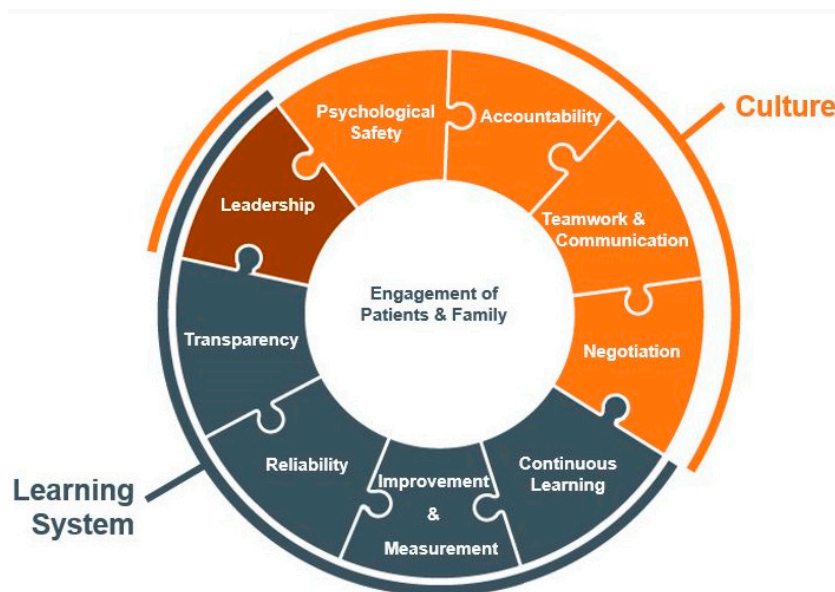 Psychological
Safety
Accountability
Culture
Leadership
Teamwork &
Communication
Engagement of
Patients & Family
Transparency
Negotiation
Reliability
Improvement
&
Measurement
Continuous
Learning
Learning
System